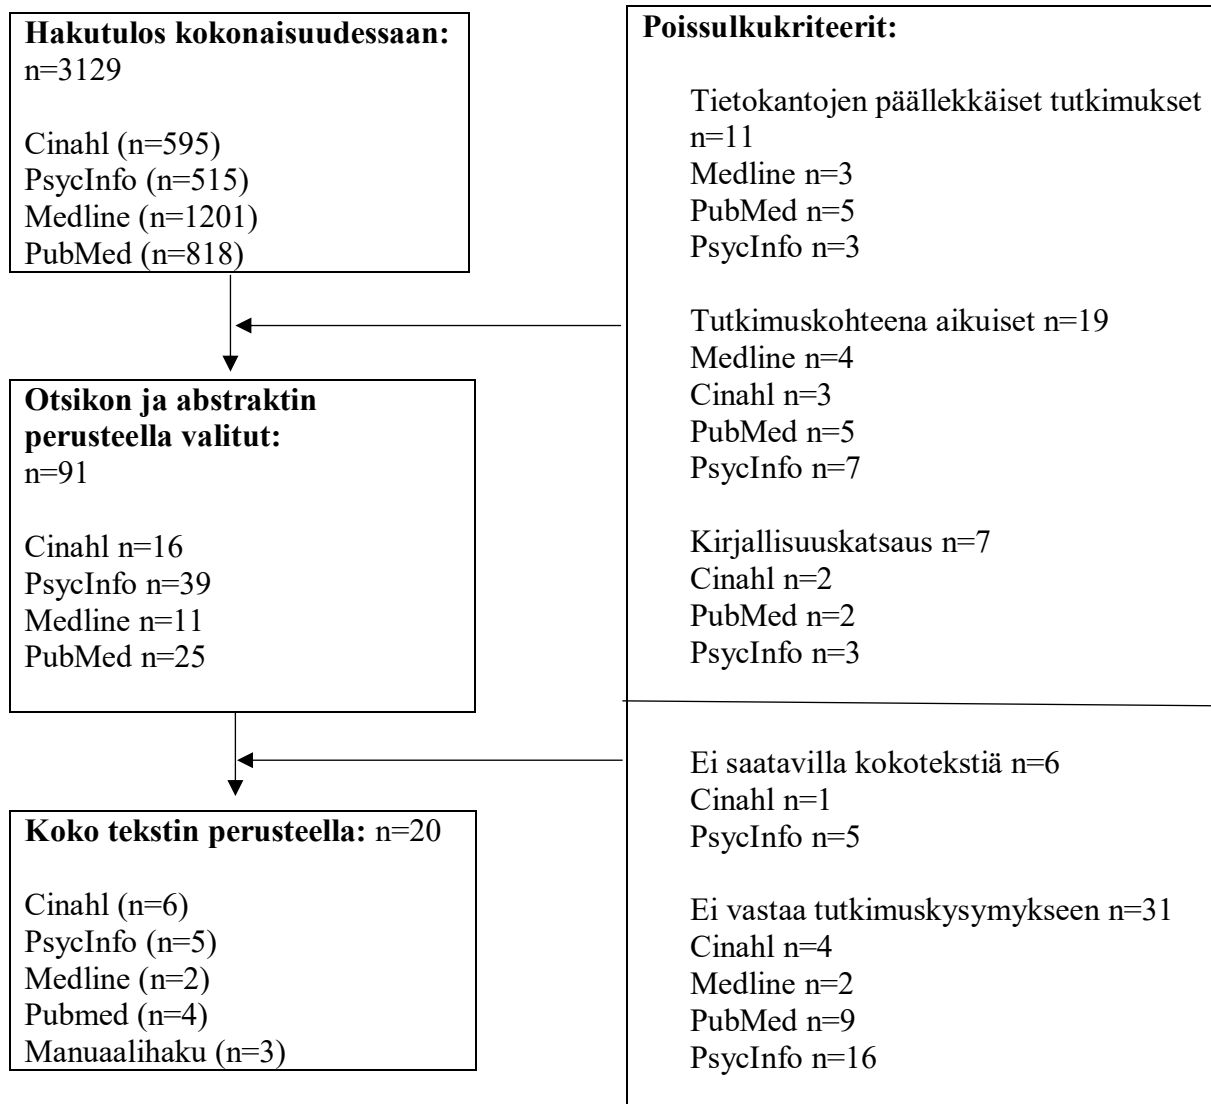 Hakutulos kokonaisuudessaan:
n=3129
Cinahl (n=595)
PsycInfo (n=515)
Medline (n=1201)
PubMed (n=818)
Otsikon ja abstraktin
perusteella valitut:
n=91
Cinahl n=16
PsycInfo n=39
Medline n=11
PubMed n=25
Koko tekstin perusteella: n=20
Cinahl (n=6)
PsycInfo (n=5)
Medline (n=2)
Pubmed (n=4)
Manuaalihaku (n=3)
Poissulkukriteerit:
Tietokantojen päällekkäiset tutkimukset
n=11
Medline n=3
PubMed n=5
PsycInfo n=3
Tutkimuskohteena aikuiset n=19
Medline n=4
Cinahl n=3
PubMed n=5
PsycInfo n=7
Kirjallisuuskatsaus n=7
Cinahl n=2
PubMed n=2
PsycInfo n=3
Ei saatavilla kokotekstiä n=6
Cinahl n=1
PsycInfo n=5
Ei vastaa tutkimuskysymykseen n=31
Cinahl n=4
Medline n=2
PubMed n=9
PsycInfo n=16